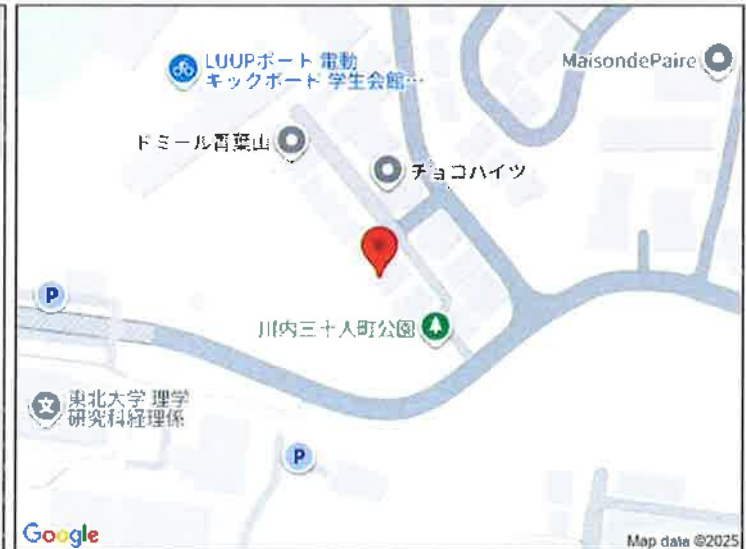 LUUPポート 電動
キックボード 学生会館…
MaisondePaire
ドミール青葉山
チョコハイツ
P
川内三十人町公園
東北大学 理学
研究科経理係
文
P
Google
Map data ©2025